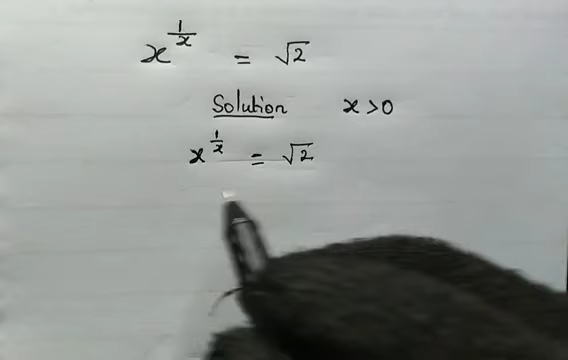 x^{1/x} = √2
Solution x > 0
x^{1/x} = √2